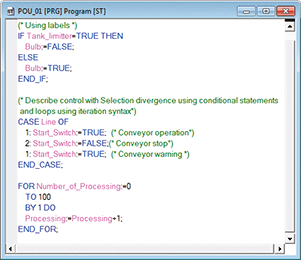 POU_01 [PRG] Program [ST]
(* Using labels *)
IF Tank_limitter=TRUE THEN
Bulb:=FALSE;
ELSE
Bulb:=TRUE;
END_IF;
(* Describe control with Selection divergence using conditional statements
and loops using iteration syntax*)
CASE Line OF
1: Start_Switch:=TRUE; (* Conveyor operation*)
2: Start_Switch:=FALSE;(* Conveyor stop*)
1: Start_Switch:=TRUE; (* Conveyor warning *)
END_CASE;
FOR Number_of_Processing:=0
TO 100
BY 1 DO
Processing:=Processing+1;
END_FOR;